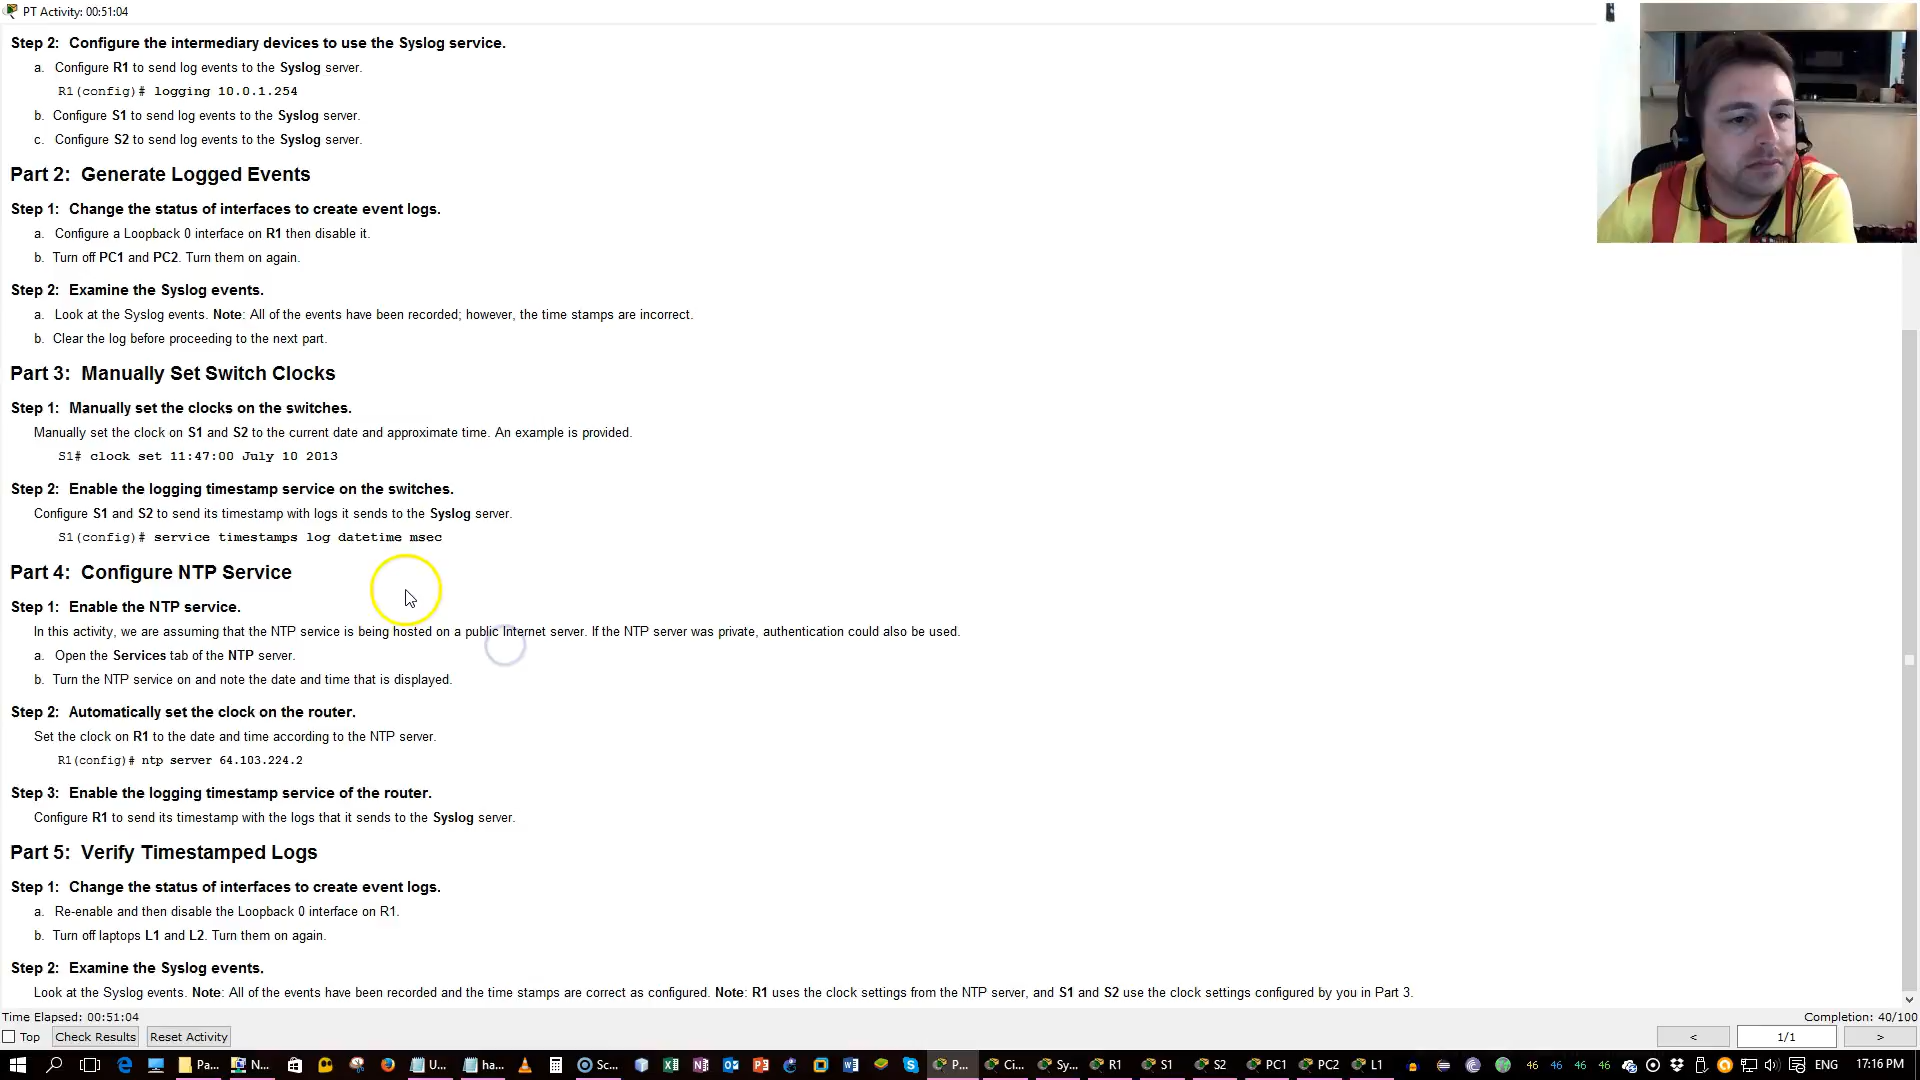 PT Activity: 00:51:04
Step 2: Configure the intermediary devices to use the Syslog service.
a. Configure R1 to send log events to the Syslog server.
R1(config)# logging 10.0.1.254
b. Configure S1 to send log events to the Syslog server.
c. Configure S2 to send log events to the Syslog server.
Part 2: Generate Logged Events
Step 1: Change the status of interfaces to create event logs.
a. Configure a Loopback 0 interface on R1 then disable it.
b. Turn off PC1 and PC2. Turn them on again.
Step 2: Examine the Syslog events.
a. Look at the Syslog events. Note: All of the events have been recorded; however, the time stamps are incorrect.
b. Clear the log before proceeding to the next part.
Part 3: Manually Set Switch Clocks
Step 1: Manually set the clocks on the switches.
Manually set the clock on S1 and S2 to the current date and approximate time. An example is provided.
S1# clock set 11:47:00 July 10 2013
Step 2: Enable the logging timestamp service on the switches.
Configure S1 and S2 to send its timestamp with logs it sends to the Syslog server.
S1(config)# service timestamps log datetime msec
Part 4: Configure NTP Service
Step 1: Enable the NTP service.
In this activity, we are assuming that the NTP service is being hosted on a public Internet server. If the NTP server was private, authentication could also be used.
a. Open the Services tab of the NTP server.
b. Turn the NTP service on and note the date and time that is displayed.
Step 2: Automatically set the clock on the router.
Set the clock on R1 to the date and time according to the NTP server.
R1(config)# ntp server 64.103.224.2
Step 3: Enable the logging timestamp service of the router.
Configure R1 to send its timestamp with the logs that it sends to the Syslog server.
Part 5: Verify Timestamped Logs
Step 1: Change the status of interfaces to create event logs.
a. Re-enable and then disable the Loopback 0 interface on R1.
b. Turn off laptops L1 and L2. Turn them on again.
Step 2: Examine the Syslog events.
Look at the Syslog events. Note: All of the events have been recorded and the time stamps are correct as configured. Note: R1 uses the clock settings from the NTP server, and S1 and S2 use the clock settings configured by you in Part 3.
Time Elapsed: 00:51:04 Completion: 40/100
Top Check Results Reset Activity < 1/1 >
Pa... N... U... ha... Sc... P... Ci... Sy... R1 S1 S2 PC1 PC2 L1 46 46 46 46 ENG 17:16 PM